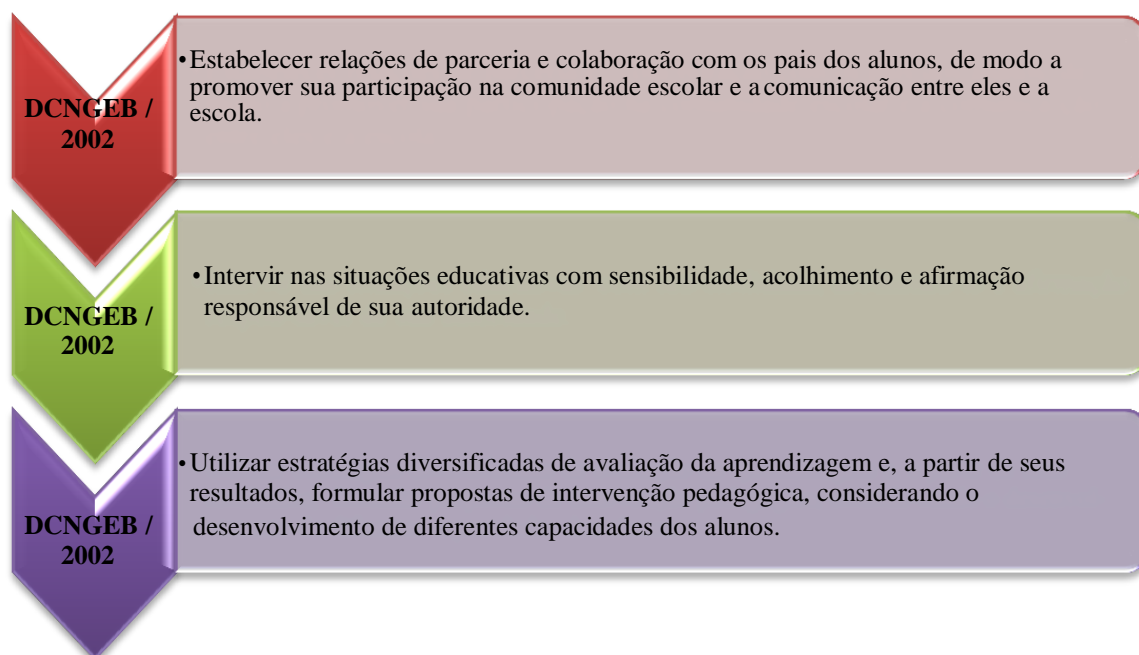 DCNGEB /
2002
•Estabelecer relações de parceria e colaboração com os pais dos alunos, de modo a
promover sua participação na comunidade escolar e a comunicação entre eles e a
escola.
DCNGEB /
2002
•Intervir nas situações educativas com sensibilidade, acolhimento e afirmação
responsável de sua autoridade.
DCNGEB /
2002
•Utilizar estratégias diversificadas de avaliação da aprendizagem e, a partir de seus
resultados, formular propostas de intervenção pedagógica, considerando o
desenvolvimento de diferentes capacidades dos alunos.